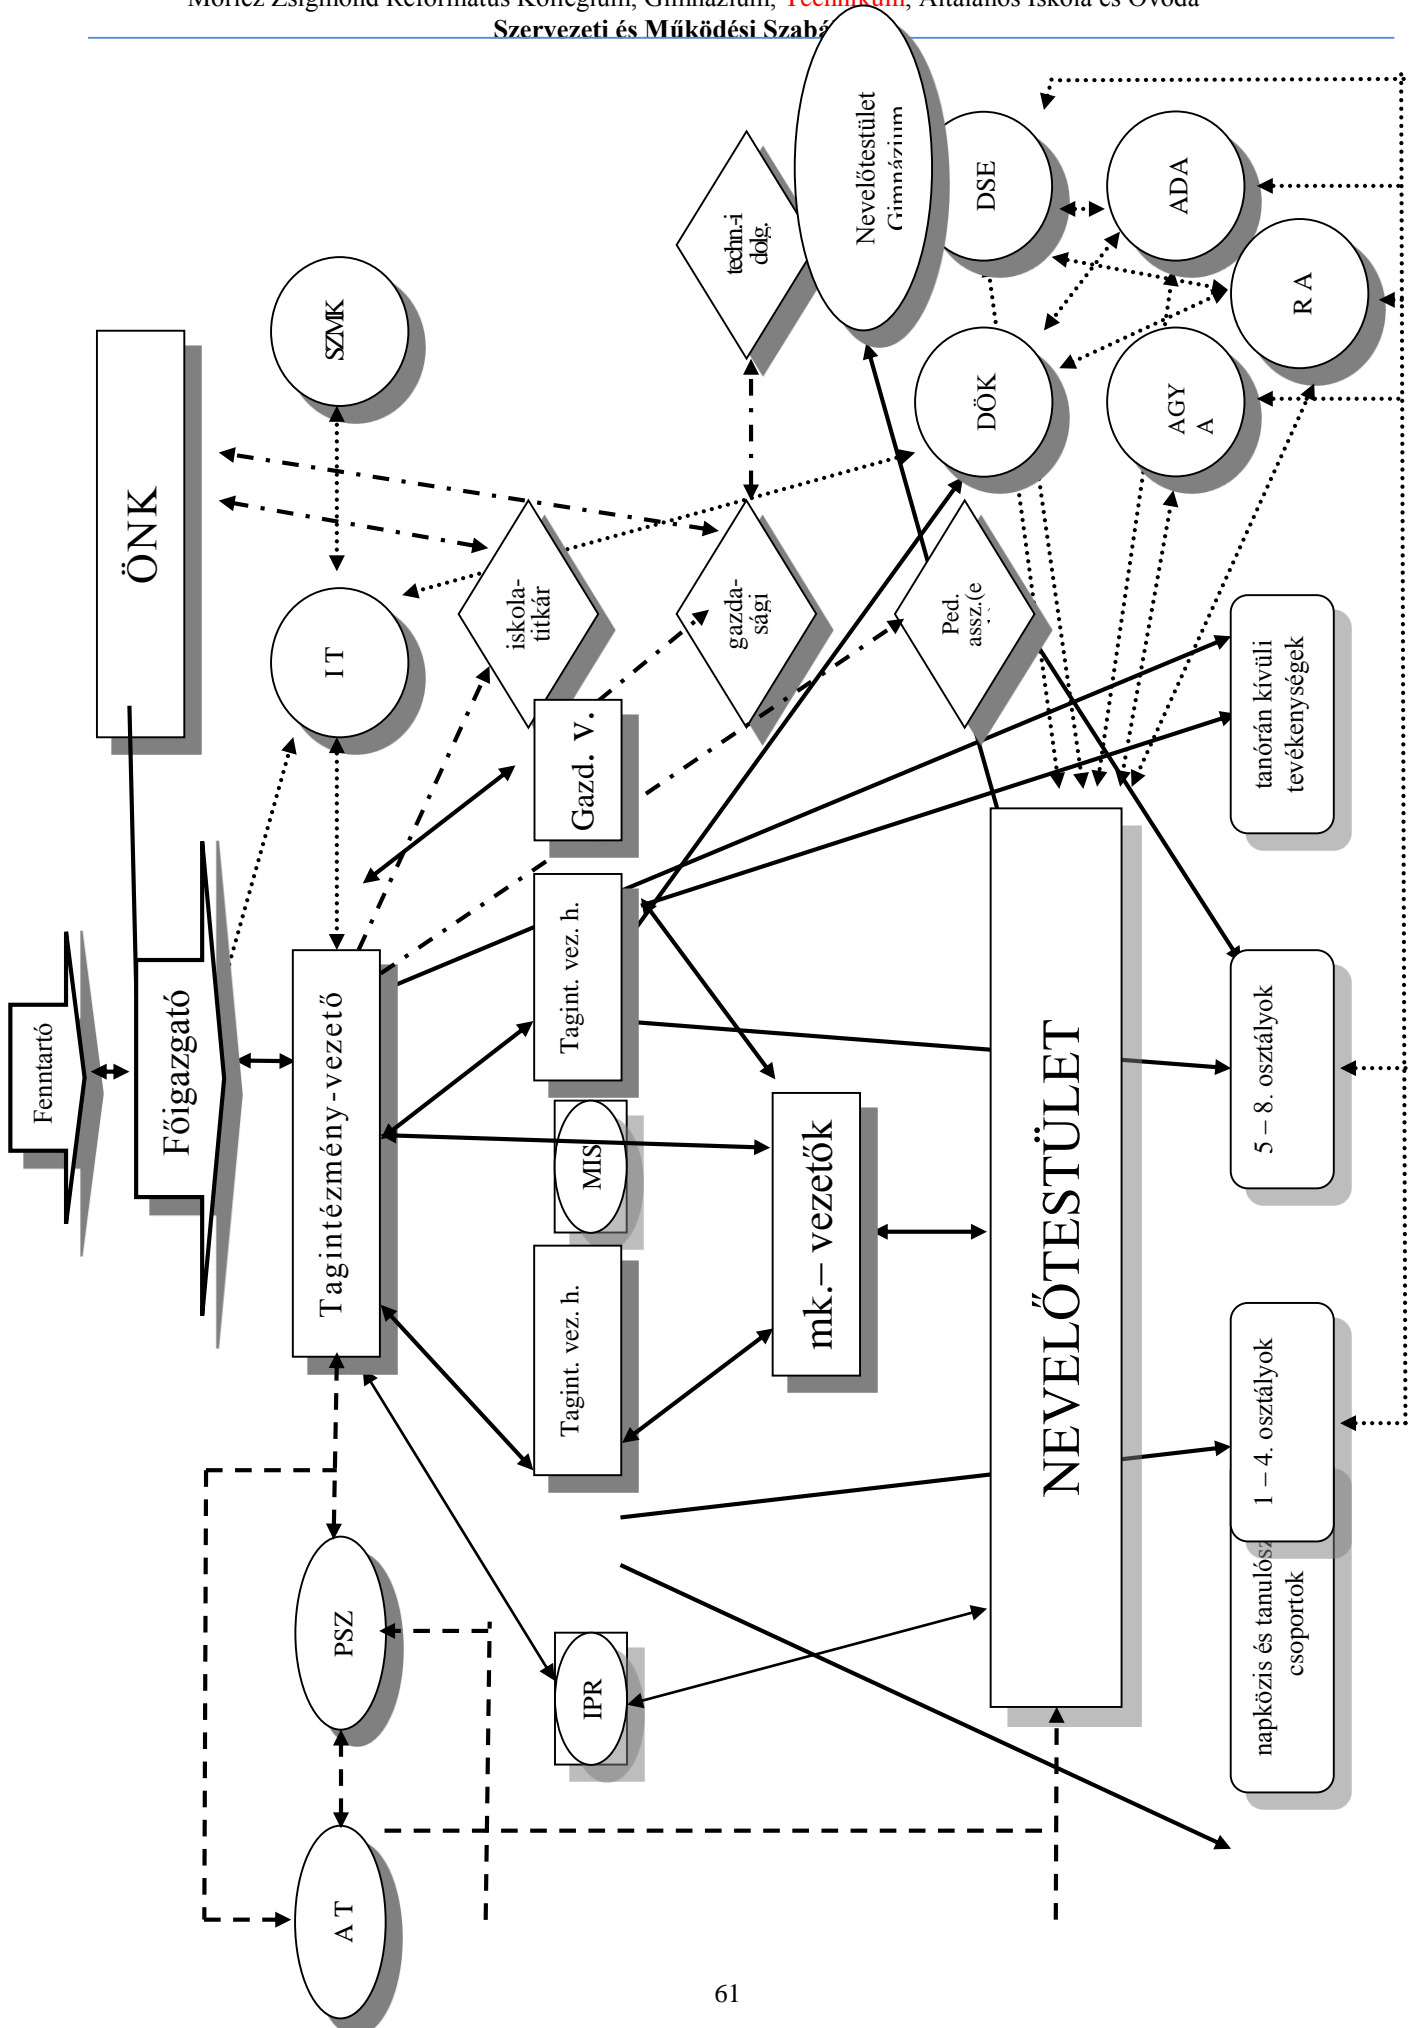 Móricz Zsigmond Református Kollégium, Gimnázium, Technikum, Általános Iskola és Óvoda
Szervezeti és Működési Szabá
Fenntartó
Főigazgató
ÖNK
Tagintézmény-vezető
I T
SZMK
PSZ
A T
iskola-
titkár
gazda-
sági
techn.-i
dolg.
Ped.
assz.(e
Gazd. v.
Tagint. vez. h.
MIS
Tagint. vez. h.
IPR
mk.– vezetők
Nevelőtestület
Gimnázium
DSE
ADA
R A
DÖK
AGY
A
NEVELŐTESTÜLET
tanórán kívüli
tevékenységek
5 – 8. osztályok
1 – 4. osztályok
napközis és tanulósz
csoportok
61